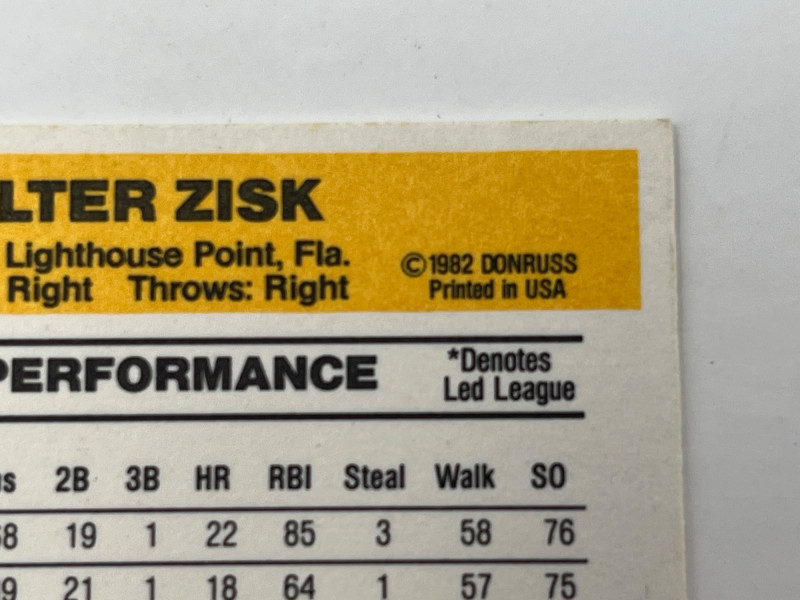 LTER ZISK
Lighthouse Point, Fla.
©1982 DONRUSS
Right Throws: Right
Printed in USA
PERFORMANCE
*Denotes
Led League
2B 3B HR RBI Steal Walk SO
19 1 22 85 3 58 76
21 1 18 64 1 57 75